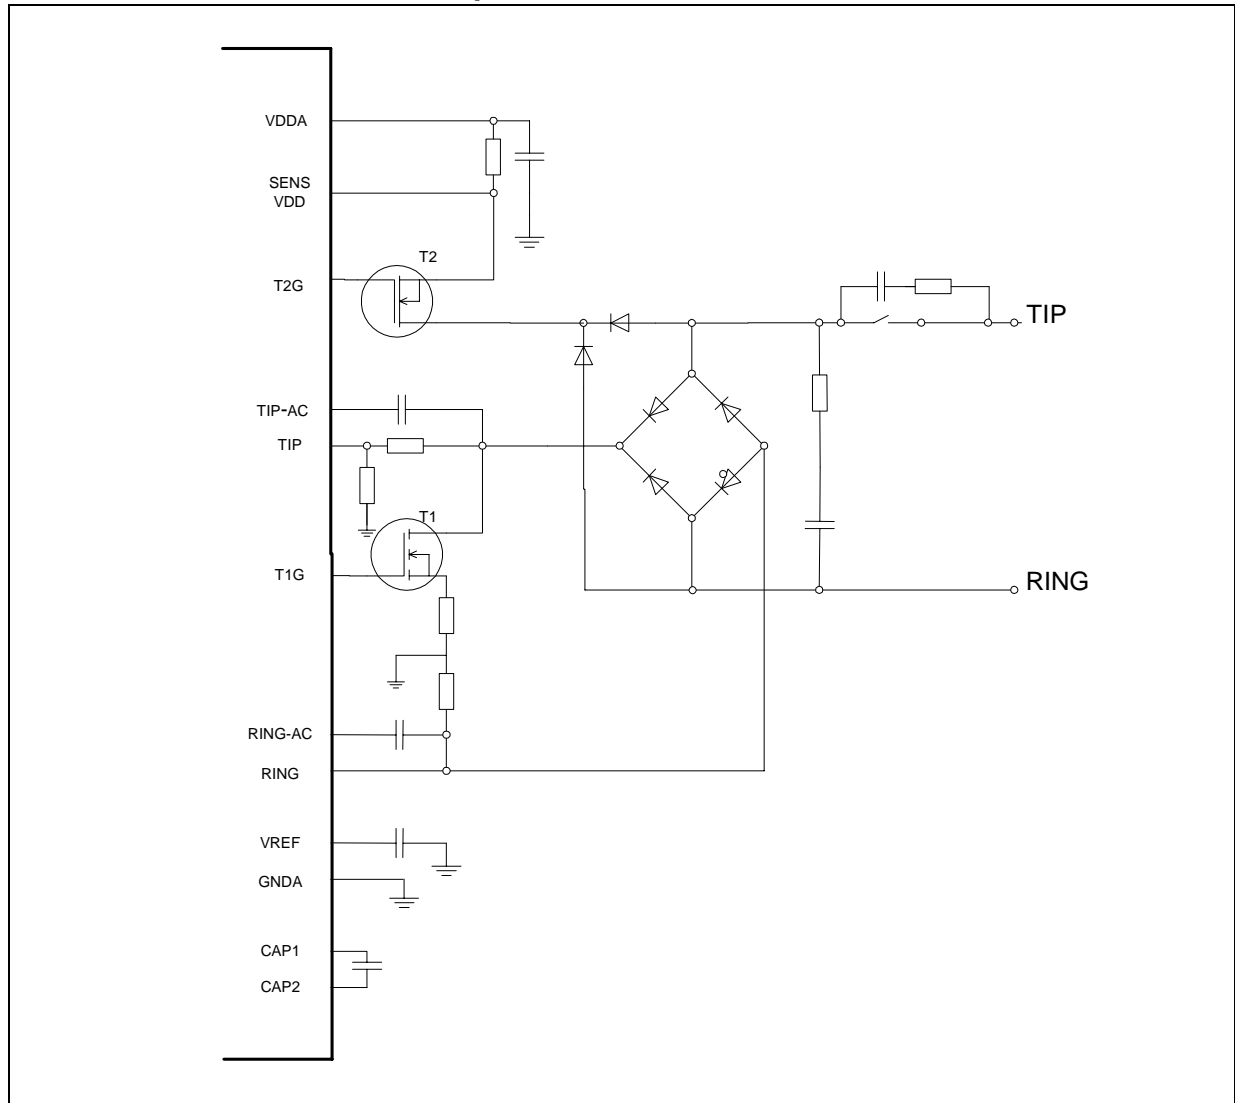 VDDA
SENS
VDD
T2
T2G
TIP
TIP-AC
TIP
T1
T1G
RING
RING-AC
RING
VREF
GNDA
CAP1
CAP2